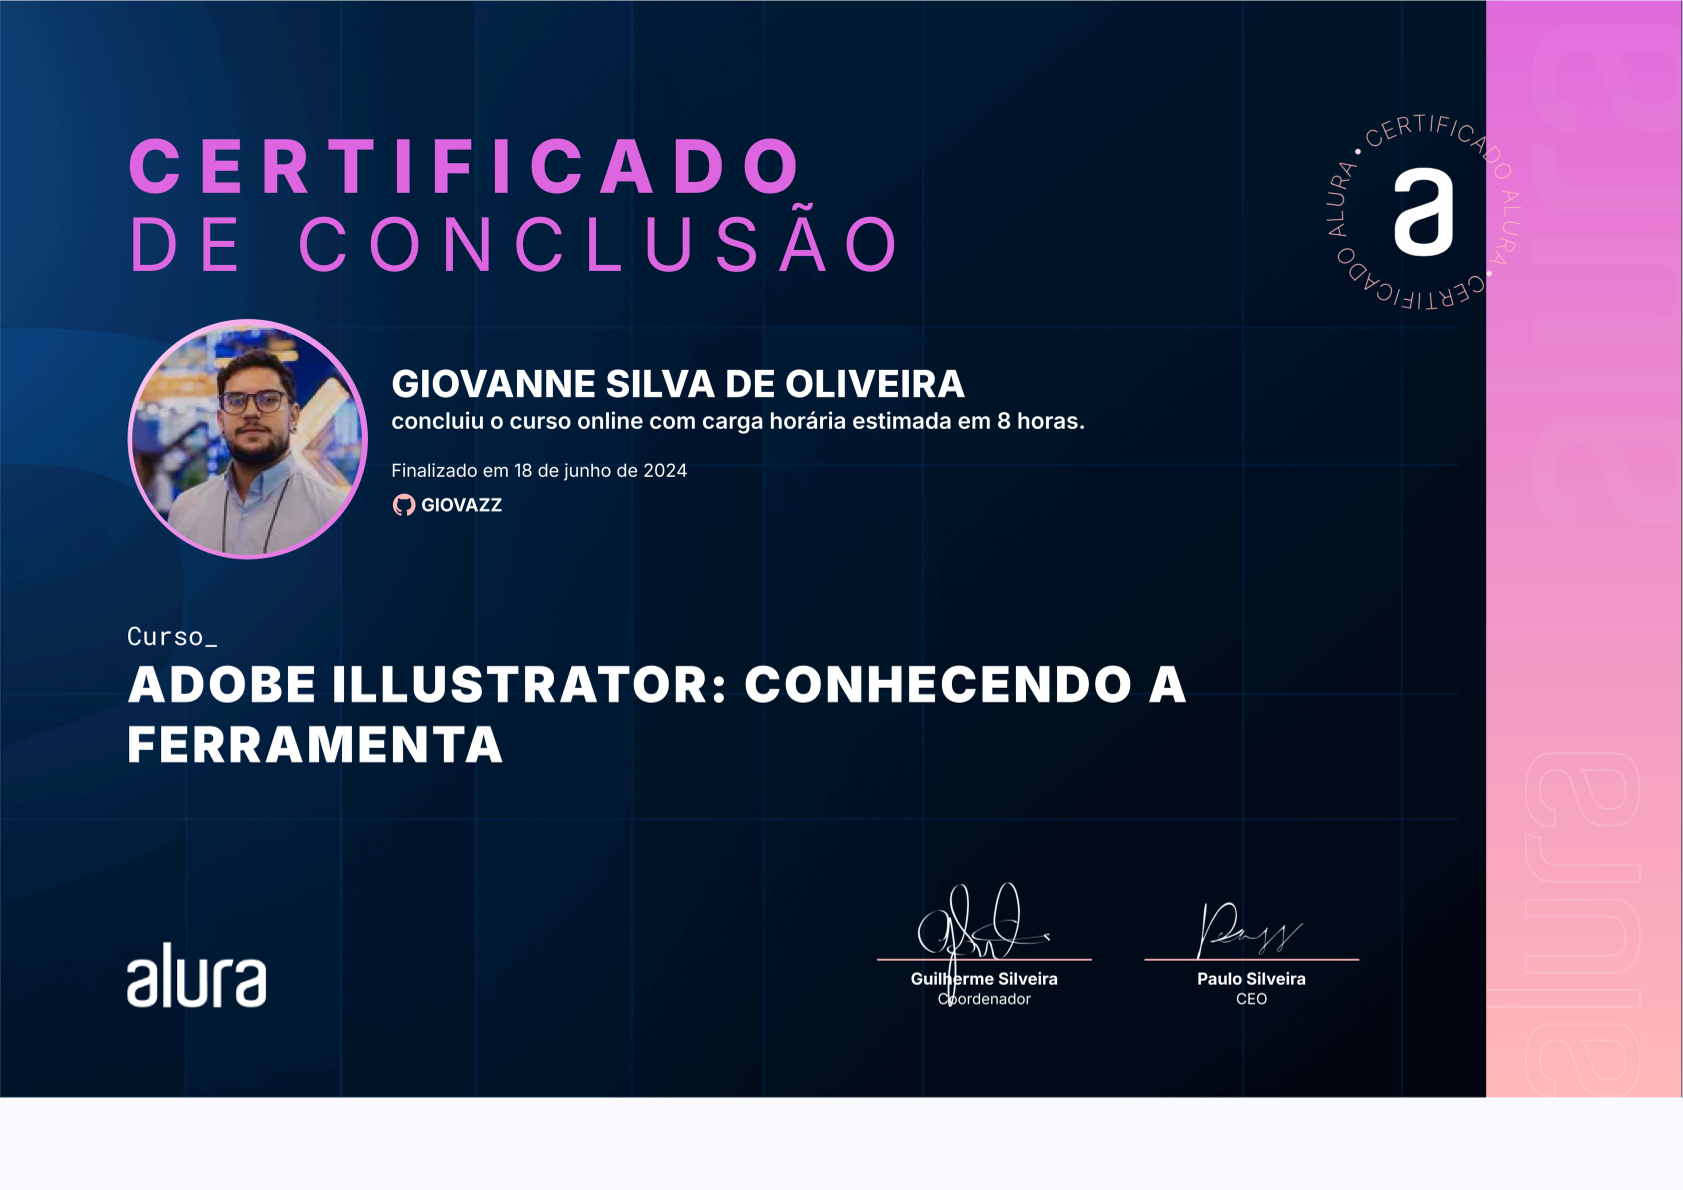 CERTIFICADO
DE CONCLUSÃO
CERTIFICADO ALURA • CERTIFICADO ALURA •
a
GIOVANNE SILVA DE OLIVEIRA
concluiu o curso online com carga horária estimada em 8 horas.
Finalizado em 18 de junho de 2024
GIOVAZZ
Curso_
ADOBE ILLUSTRATOR: CONHECENDO A
FERRAMENTA
alura
Guilherme Silveira
Coordenador
Paulo Silveira
CEO
alura
alura